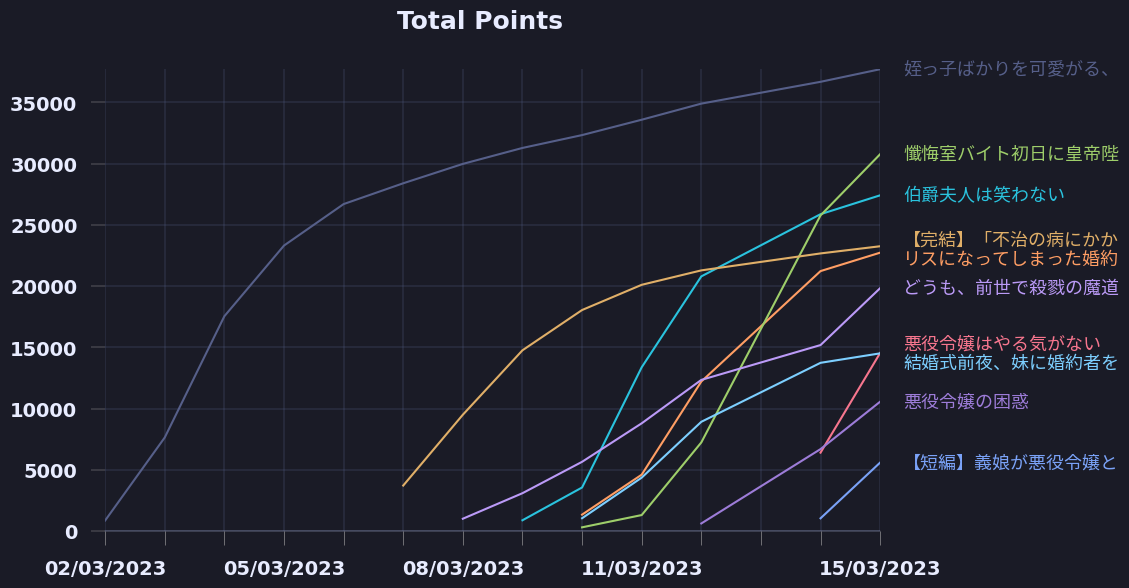 Total Points
35000
30000
25000
20000
15000
10000
5000
0
02/03/2023
05/03/2023
08/03/2023
11/03/2023
15/03/2023
姪っ子ばかりを可愛がる、
懺悔室バイト初日に皇帝陛
伯爵夫人は笑わない
【完結】「不治の病にかか
リスになってしまった婚約
どうも、前世で殺戮の魔道
悪役令嬢はやる気がない
結婚式前夜、妹に婚約者を
悪役令嬢の困惑
【短編】義娘が悪役令嬢と